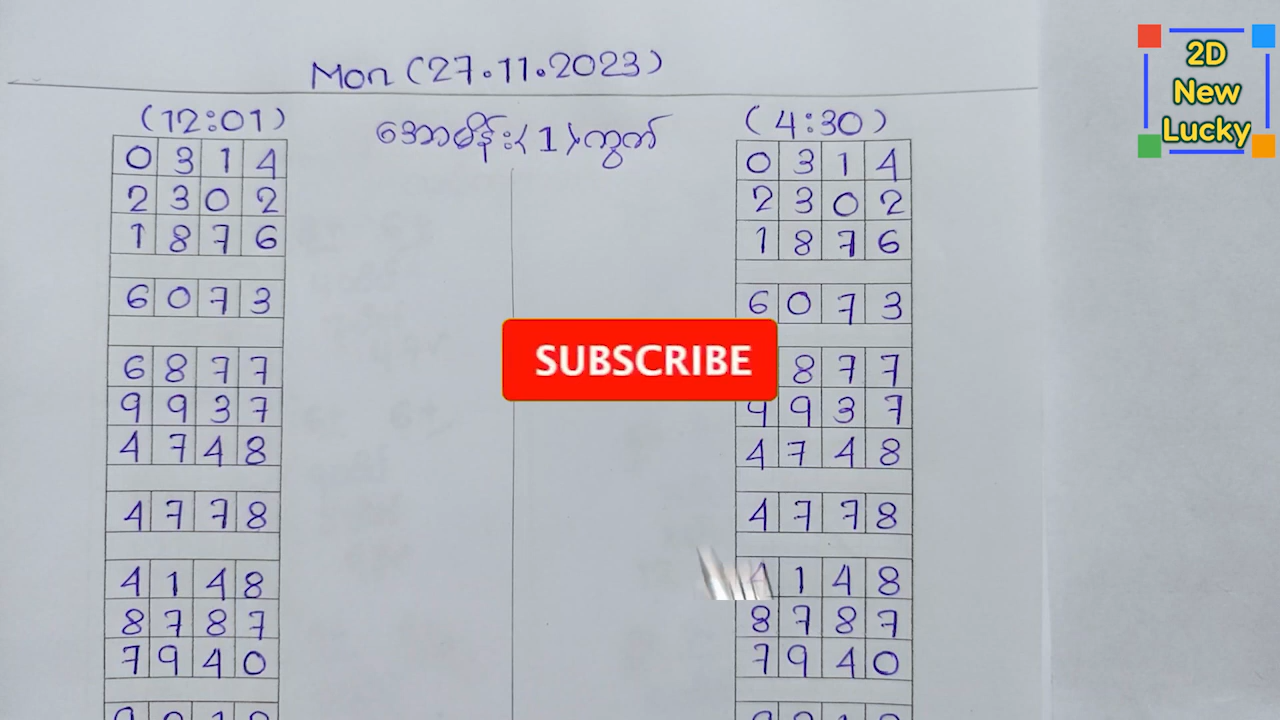 Mon (27.11.2023)
2D
New
Lucky
(12:01)
အောမိန်း(1)ကွက်
(4:30)
0 3 1 4
2 3 0 2
1 8 7 6
6 0 7 3
6 8 7 7
9 9 3 7
4 7 4 8
4 7 7 8
4 1 4 8
8 7 8 7
7 9 4 0
0 3 1 4
2 3 0 2
1 8 7 6
6 0 7 3
8 7 7
9 9 3 7
4 7 4 8
4 7 7 8
4 1 4 8
8 7 8 7
7 9 4 0
SUBSCRIBE